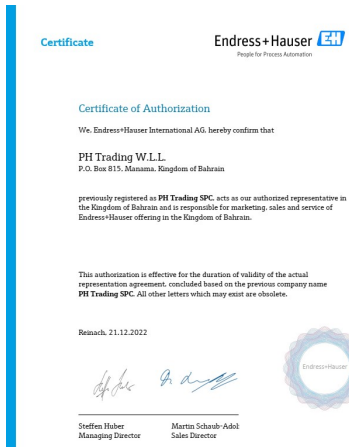 Certificate
Endress+Hauser EH
People for Process Automation
Certificate of Authorization
We, Endress+Hauser International AG, hereby confirm that
PH Trading W.L.L.
P.O. Box 815, Manama, Kingdom of Bahrain
previously registered as PH Trading SPC, acts as our authorized representative in
the Kingdom of Bahrain and is responsible for marketing, sales and service of
Endress+Hauser offering in the Kingdom of Bahrain.
This authorization is effective for the duration of validity of the actual
representation agreement, concluded based on the previous company name
PH Trading SPC. All other letters which may exist are obsolete.
Reinach, 21.12.2022
Endress+Hauser
Steffen Huber
Managing Director
Martin Schaub-Adol
Sales Director